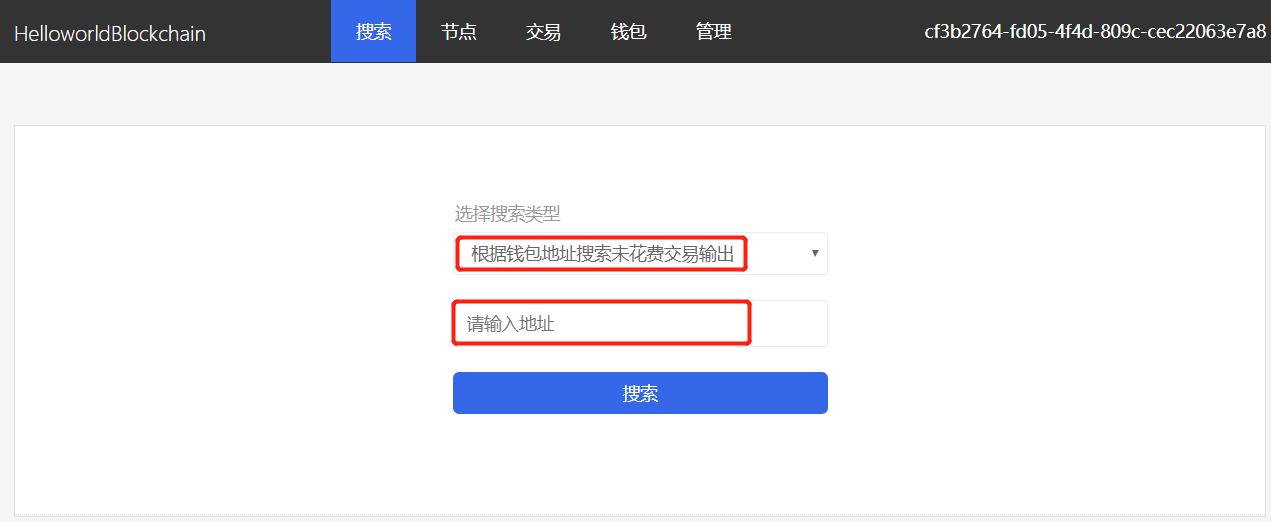 HelloworldBlockchain 搜索 节点 交易 钱包 管理 cf3b2764-fd05-4f4d-809c-cec22063e7a8
选择搜索类型
根据钱包地址搜索未花费交易输出
请输入地址
搜索